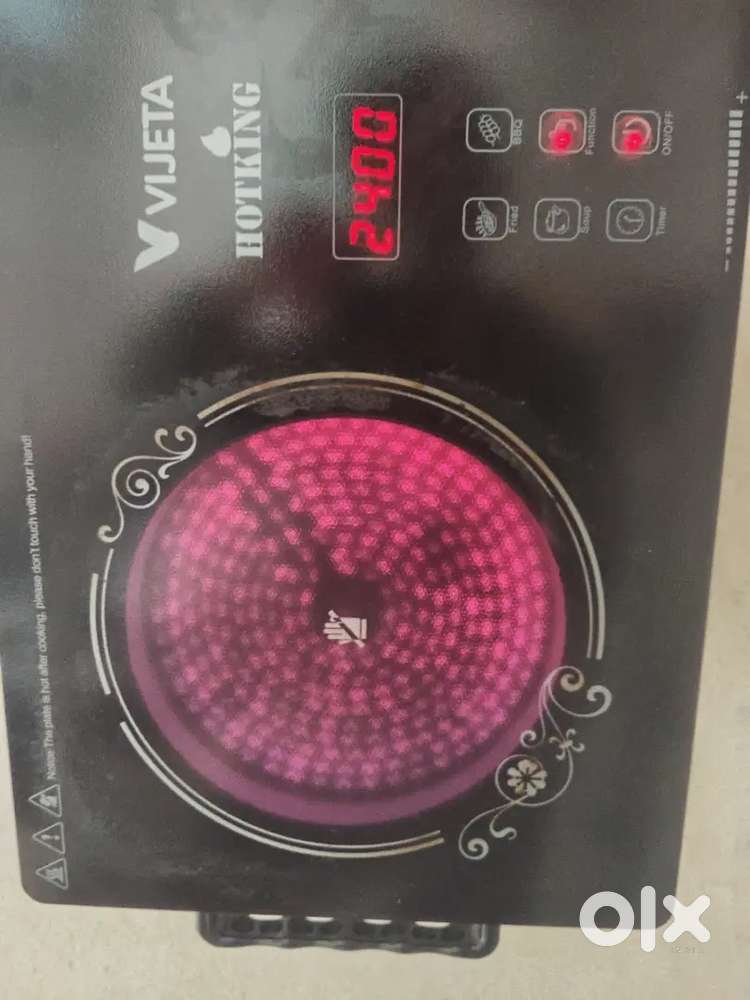 VIJETA
HOTKING
2400
BBQ
Function
ON/OFF
Fried
Soup
Timer
+
-
Notice: The plate is hot after cooking, please don't touch with your hand!
olx